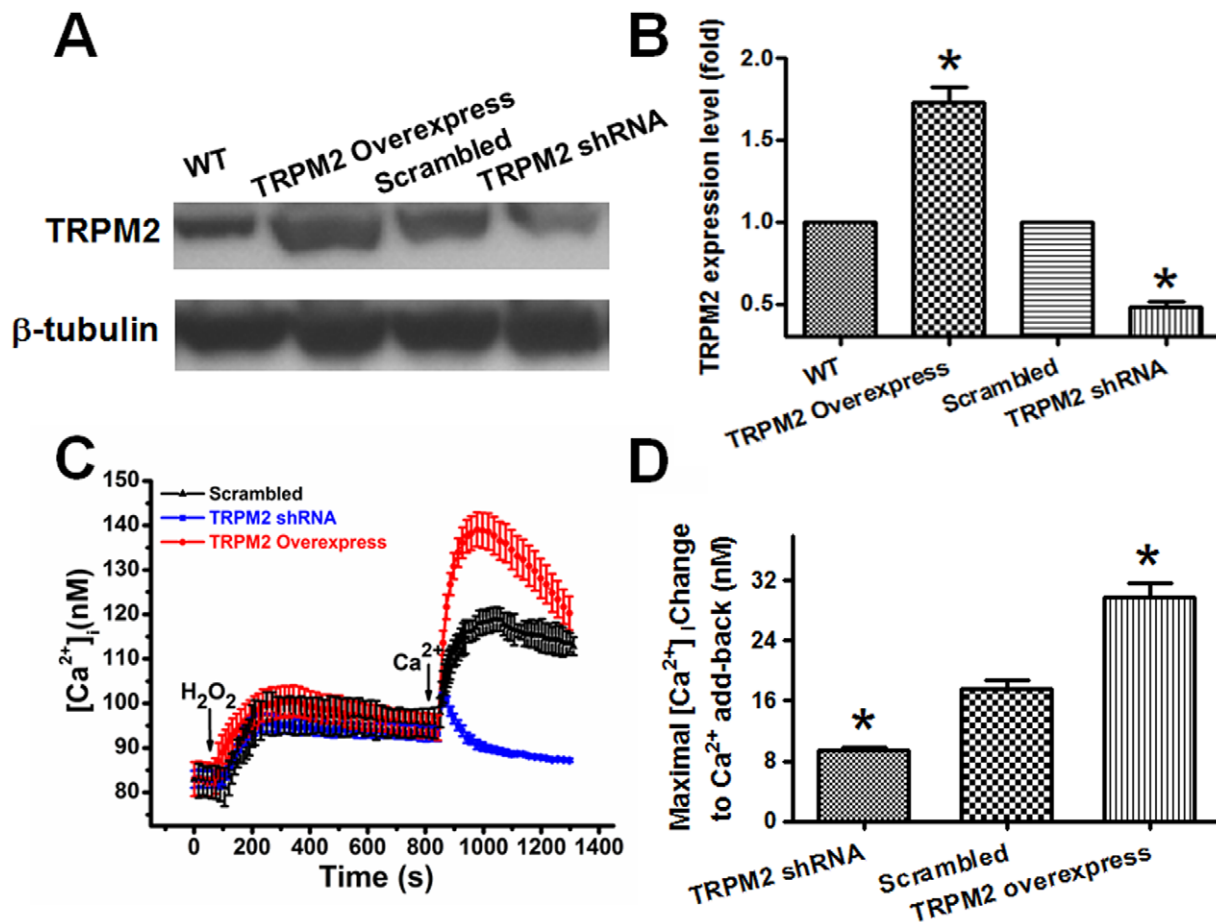 A
WT
TRPM2 Overexpress
Scrambled
TRPM2 shRNA
TRPM2
β-tubulin
B
TRPM2 expression level (fold)
2.0
1.5
1.0
0.5
*
*
WT
TRPM2 Overexpress
Scrambled
TRPM2 shRNA
C
[Ca²⁺]ᵢ(nM)
150
140
130
120
110
100
90
80
Scrambled
TRPM2 shRNA
TRPM2 Overexpress
H₂O₂
Ca²⁺
0 200 400 600 800 1000 1200 1400
Time (s)
D
Maximal [Ca²⁺]ᵢChange
to Ca²⁺ add-back (nM)
32
24
16
8
0
*
*
TRPM2 shRNA
Scrambled
TRPM2 overexpress